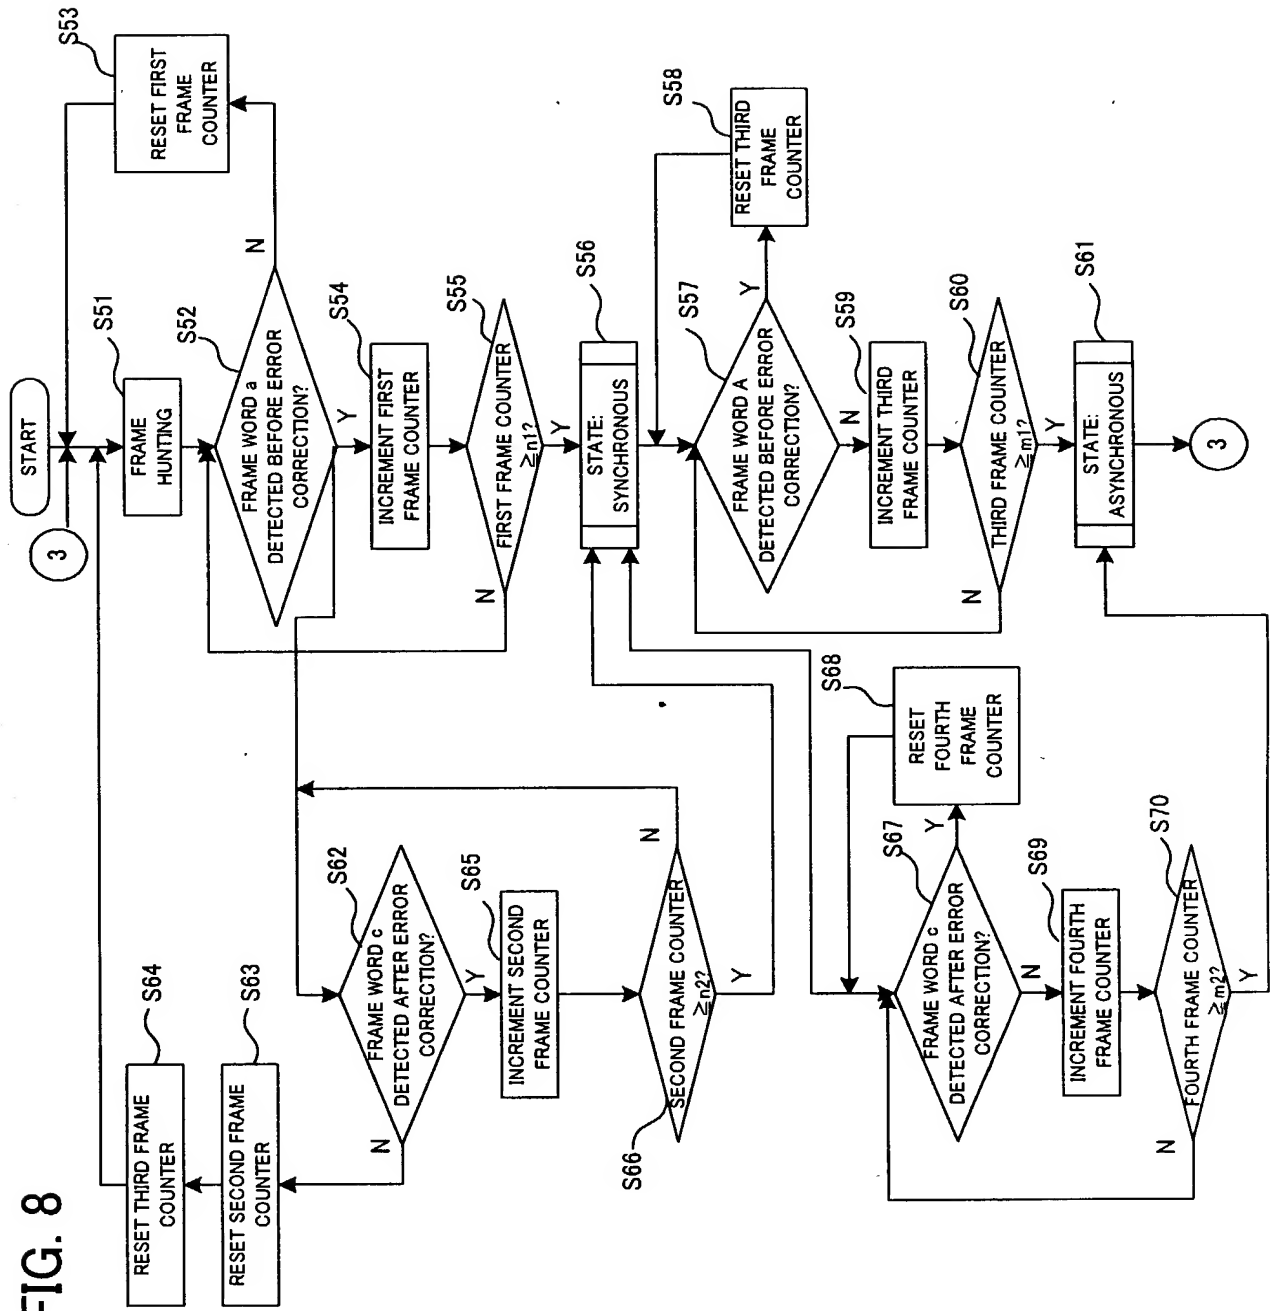 FIG. 8
START
3
S51
FRAME
HUNTING
S52
FRAME WORD a
DETECTED BEFORE ERROR
CORRECTION?
N
S53
RESET FIRST
FRAME
COUNTER
Y
S54
INCREMENT FIRST
FRAME COUNTER
S55
FIRST FRAME COUNTER
≧n1?
N
Y
S56
STATE:
SYNCHRONOUS
S57
FRAME WORD A
DETECTED BEFORE ERROR
CORRECTION?
Y
S58
RESET THIRD
FRAME
COUNTER
N
S59
INCREMENT THIRD
FRAME COUNTER
S60
THIRD FRAME COUNTER
≧m1?
N
Y
S61
STATE:
ASYNCHRONOUS
3
S64
RESET THIRD FRAME
COUNTER
S63
RESET SECOND FRAME
COUNTER
S62
FRAME WORD c
DETECTED AFTER ERROR
CORRECTION?
N
Y
S65
INCREMENT SECOND
FRAME COUNTER
S66
SECOND FRAME COUNTER
≧n2?
N
Y
S67
FRAME WORD c
DETECTED AFTER ERROR
CORRECTION?
Y
S68
RESET
FOURTH
FRAME
COUNTER
N
S69
INCREMENT FOURTH
FRAME COUNTER
S70
FOURTH FRAME COUNTER
≧m2?
N
Y